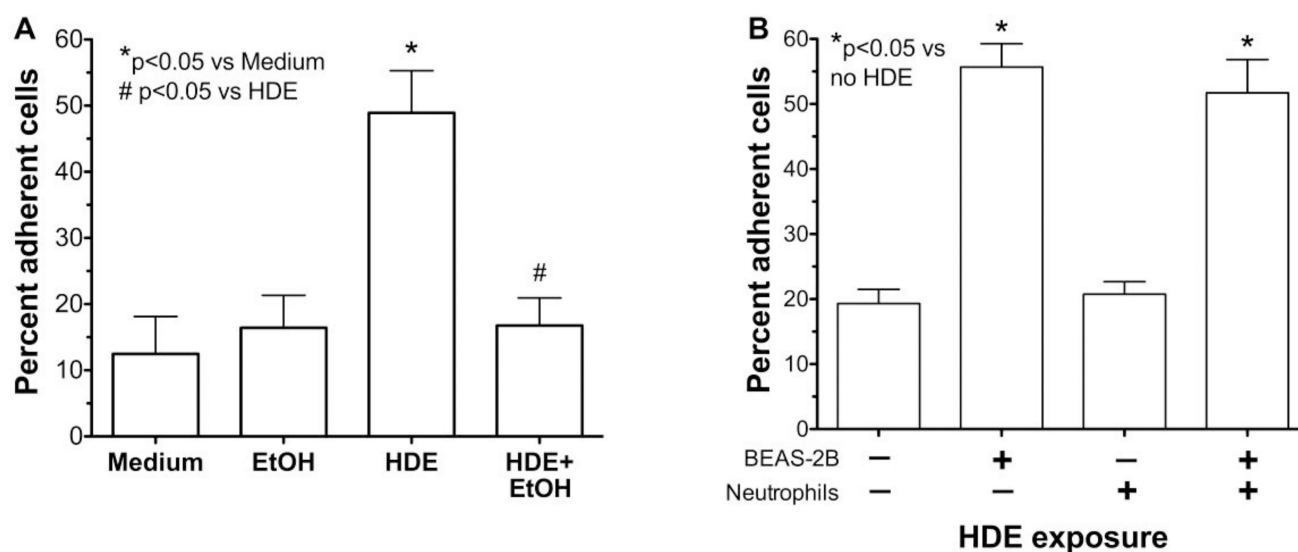 A
*p<0.05 vs Medium
# p<0.05 vs HDE
Percent adherent cells
60
50
40
30
20
10
0
*
#
Medium EtOH HDE HDE+
EtOH
B
*p<0.05 vs
no HDE
Percent adherent cells
60
50
40
30
20
10
0
* *
BEAS-2B − + − +
Neutrophils − − + +
HDE exposure